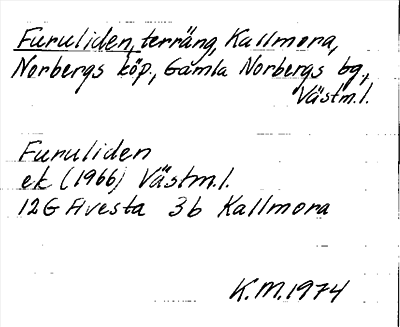 Furuliden, terräng, Kallmora,
Norbergs köp., Gamla Norbergs bg.,
Västm.l.
Furuliden
ek (1966) Västm.l.
12G Avesta 3b Kallmora
K.M.1974